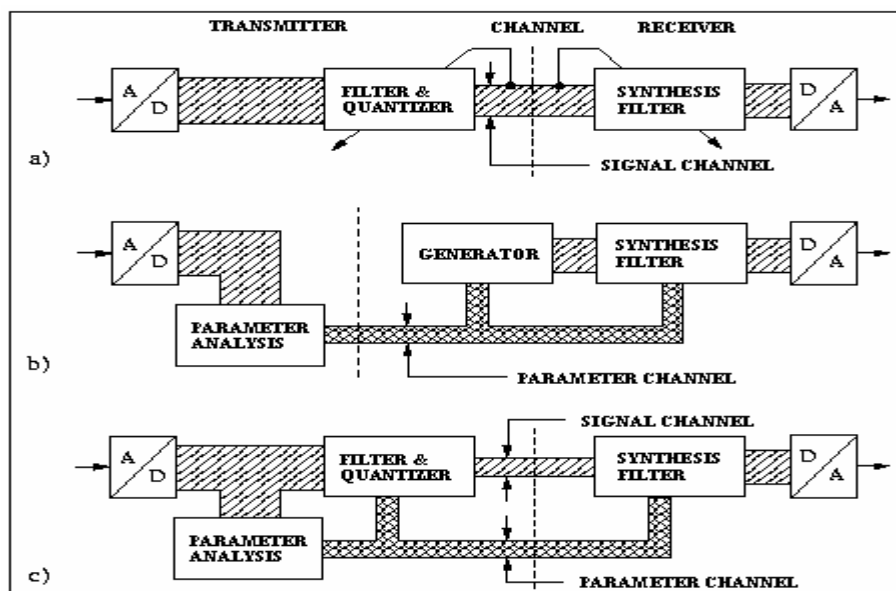 TRANSMITTER CHANNEL RECEIVER
A
D
FILTER &
QUANTIZER
SYNTHESIS
FILTER
D
A
SIGNAL CHANNEL
a)
A
D
GENERATOR
SYNTHESIS
FILTER
D
A
PARAMETER
ANALYSIS
PARAMETER CHANNEL
b)
SIGNAL CHANNEL
A
D
FILTER &
QUANTIZER
SYNTHESIS
FILTER
D
A
PARAMETER
ANALYSIS
PARAMETER CHANNEL
c)